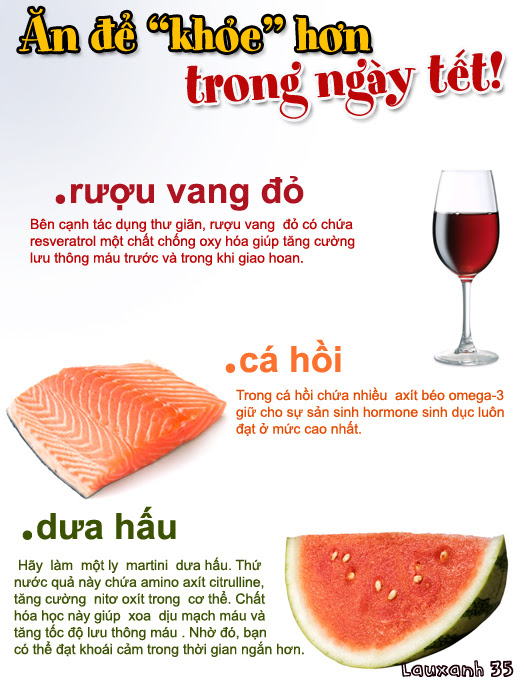 Ăn để "khỏe" hơn
trong ngày tết!
.rượu vang đỏ
Bên cạnh tác dụng thư giãn, rượu vang đỏ có chứa
resveratrol một chất chống oxy hóa giúp tăng cường
lưu thông máu trước và trong khi giao hoan.
.cá hồi
Trong cá hồi chứa nhiều axít béo omega-3
giữ cho sự sản sinh hormone sinh dục luôn
đạt ở mức cao nhất.
.dưa hấu
Hãy làm một ly martini dưa hấu. Thứ
nước quả này chứa amino axít citrulline,
tăng cường nitơ oxít trong cơ thể. Chất
hóa học này giúp xoa dịu mạch máu và
tăng tốc độ lưu thông máu . Nhờ đó, bạn
có thể đạt khoái cảm trong thời gian ngắn hơn.
Lauxanh 35